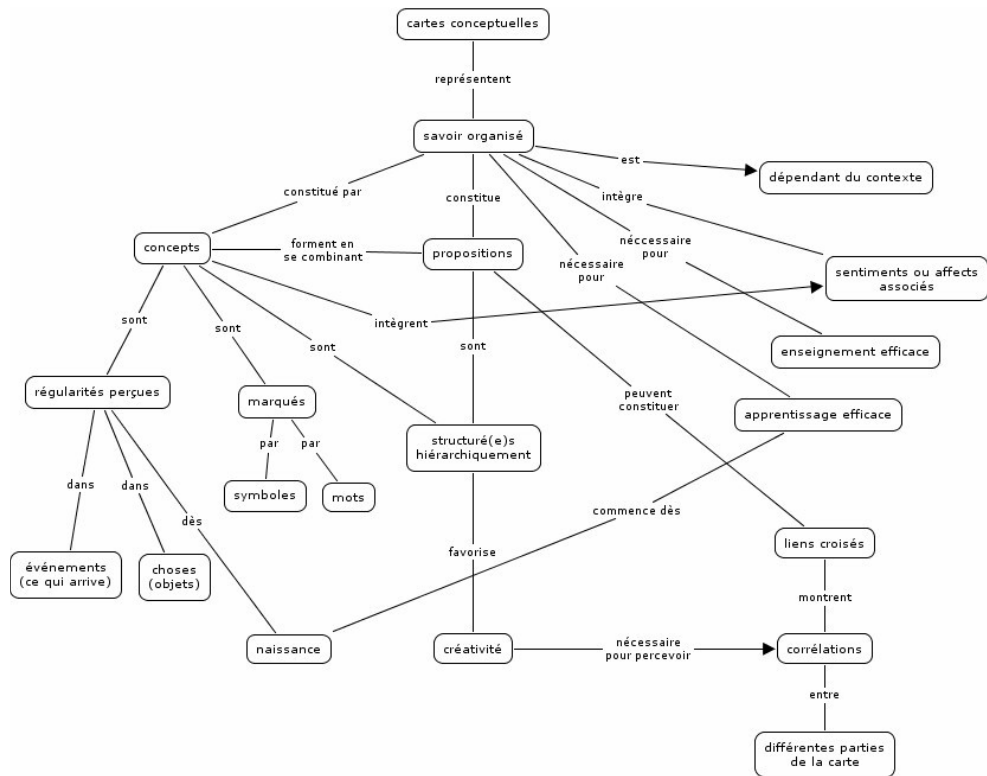 cartes conceptuelles
représentent
savoir organisé
est
dépendant du contexte
constitué par
constitue
intègre
concepts
forment en
se combinant
propositions
néccessaire
pour
nécessaire
pour
sentiments ou affects
associés
sont
sont
intègrent
sont
sont
enseignement efficace
régularités perçues
marqués
peuvent
constituer
apprentissage efficace
structuré(e)s
hiérarchiquement
par
par
dans
dans
symboles
mots
dès
commence dès
favorise
liens croisés
événements
(ce qui arrive)
choses
(objets)
montrent
naissance
créativité
nécessaire
pour percevoir
corrélations
entre
différentes parties
de la carte